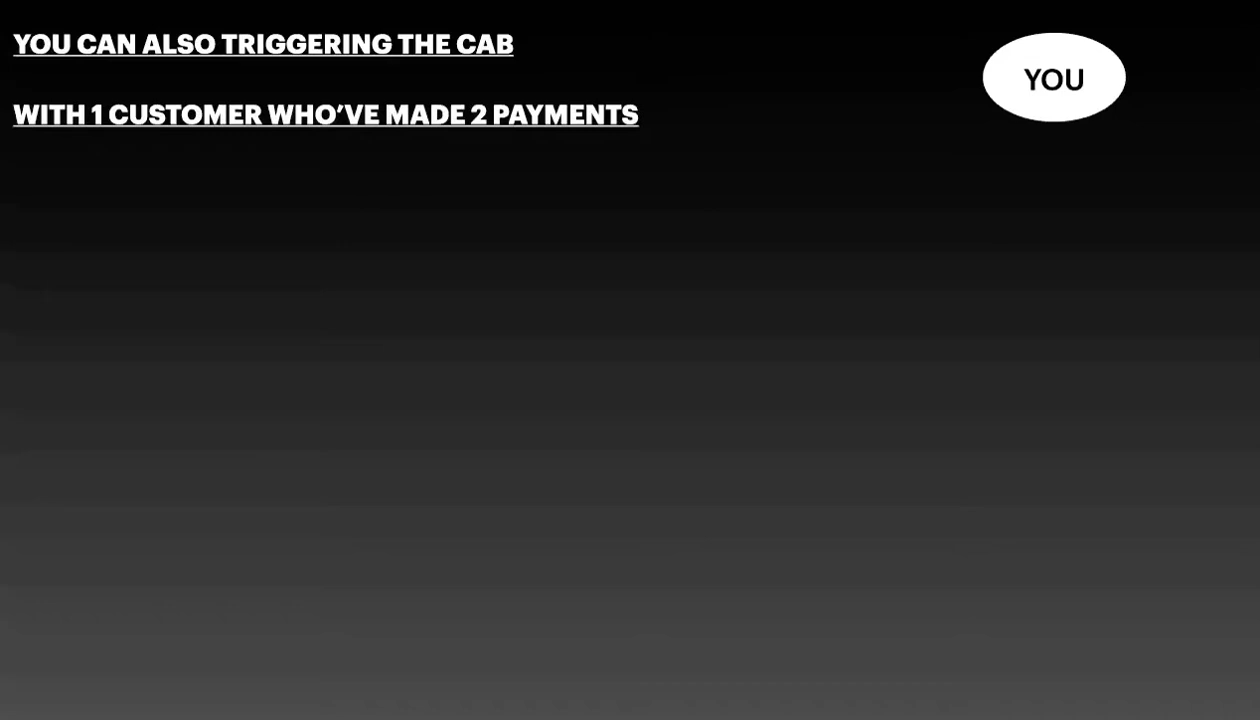 YOU CAN ALSO TRIGGERING THE CAB
YOU
WITH 1 CUSTOMER WHO’VE MADE 2 PAYMENTS